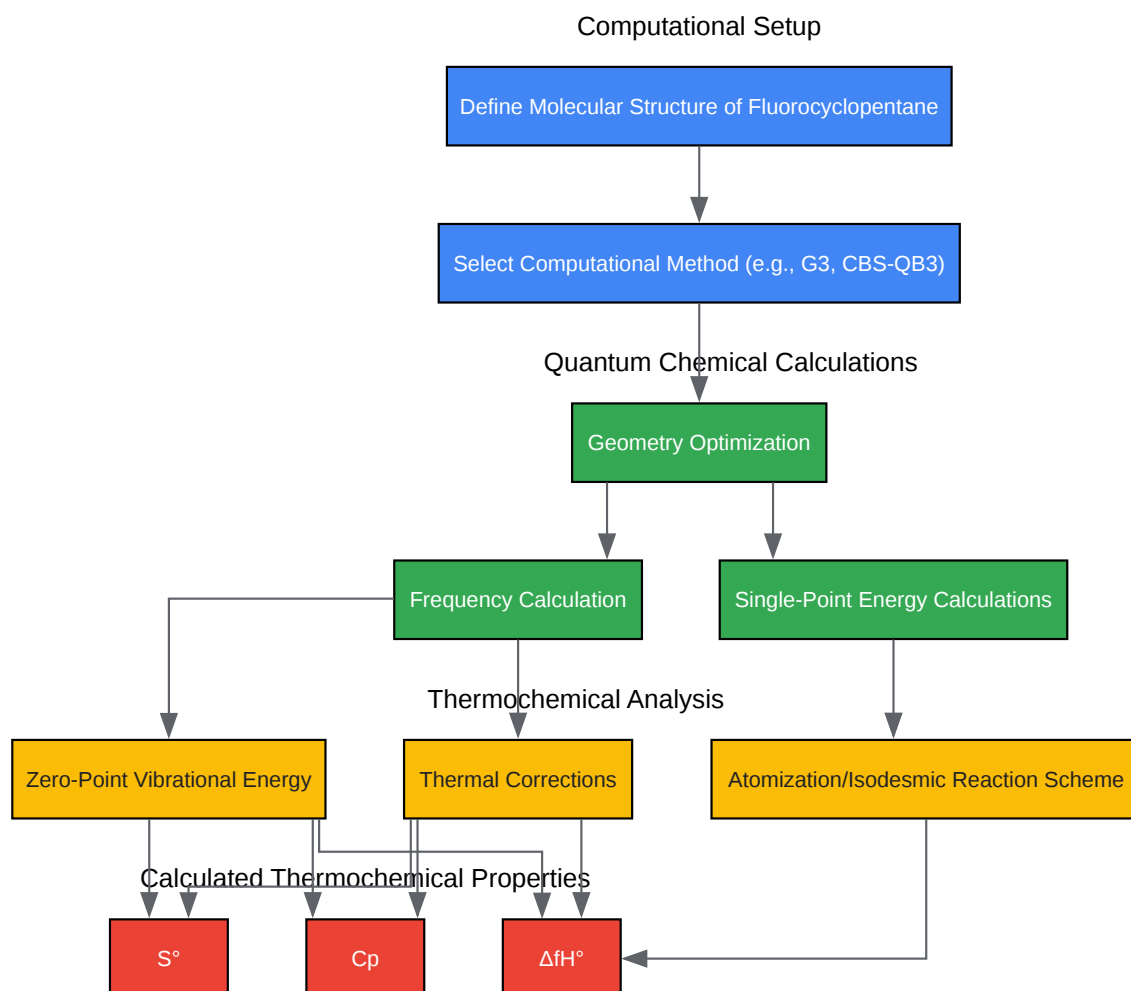 Computational Setup
Define Molecular Structure of Fluorocyclopentane
Select Computational Method (e.g., G3, CBS-QB3)
Quantum Chemical Calculations
Geometry Optimization
Frequency Calculation
Single-Point Energy Calculations
Thermochemical Analysis
Zero-Point Vibrational Energy
Thermal Corrections
Atomization/Isodesmic Reaction Scheme
Calculated Thermochemical Properties
S°
Cp
ΔfH°